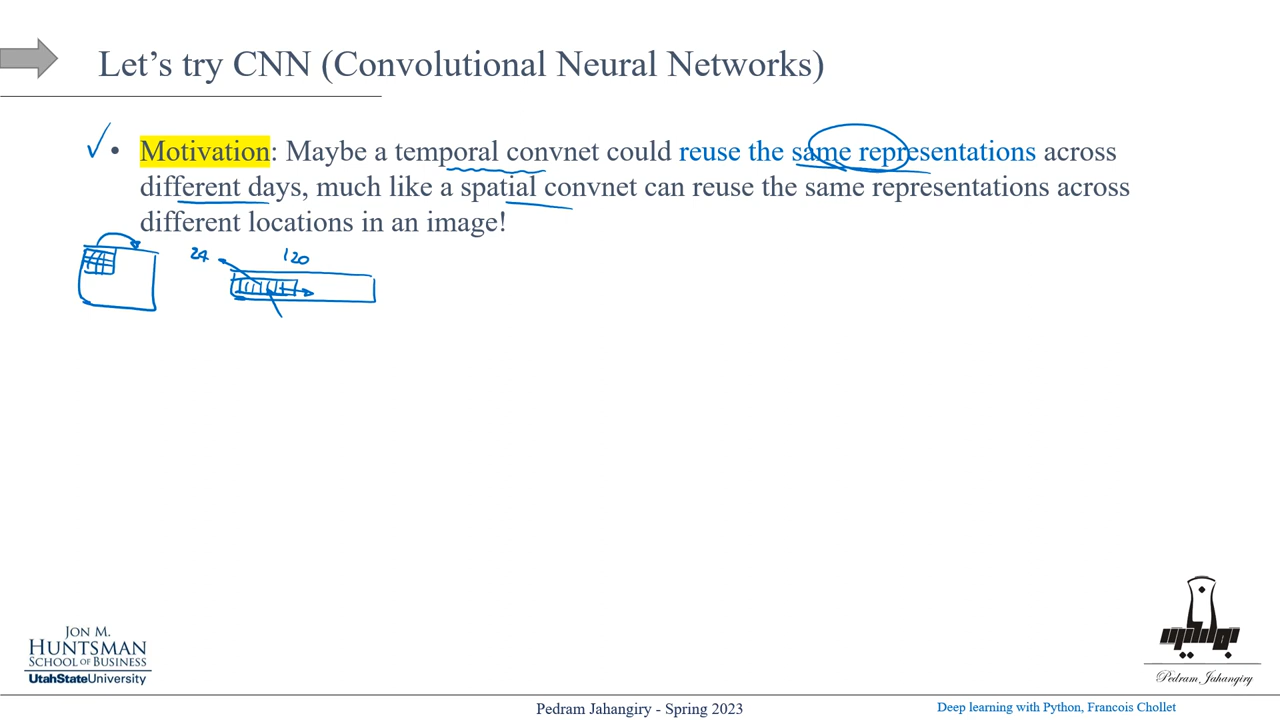 Let's try CNN (Convolutional Neural Networks)
• Motivation: Maybe a temporal convnet could reuse the same representations across
different days, much like a spatial convnet can reuse the same representations across
different locations in an image!
24
120
JON M.
HUNTSMAN
SCHOOL OF BUSINESS
UtahStateUniversity
Pedram Jahangiry
Pedram Jahangiry - Spring 2023
Deep learning with Python, Francois Chollet